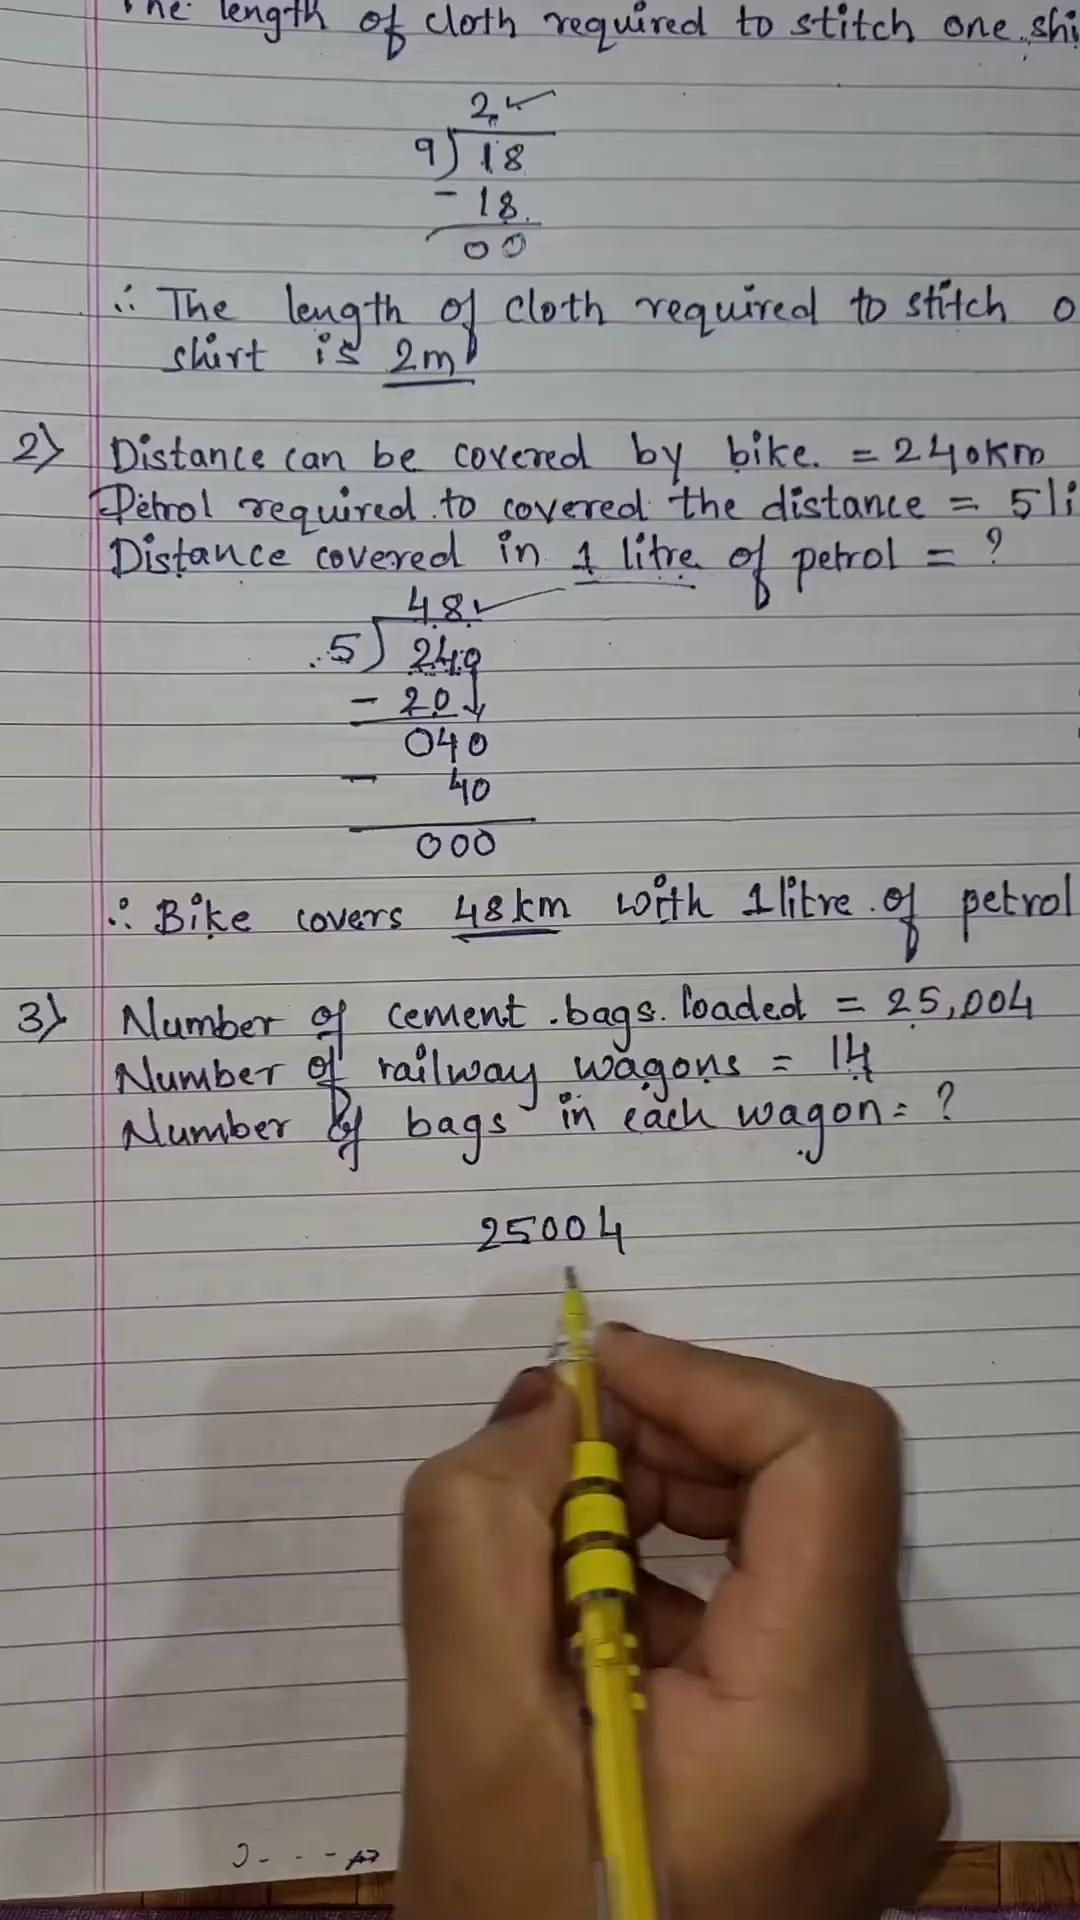 The length of cloth required to stitch one shi
2
9) 18
- 18
00
∴ The length of cloth required to stitch o
shirt is 2m
2) Distance can be covered by bike. = 240km
Petrol required to covered the distance = 5li
Distance covered in 1 litre of petrol = ?
48
5) 240
- 20
040
- 40
000
∴ Bike covers 48km with 1litre of petrol
3) Number of cement bags loaded = 25,004
Number of railway wagons = 14
Number of bags in each wagon = ?
25004